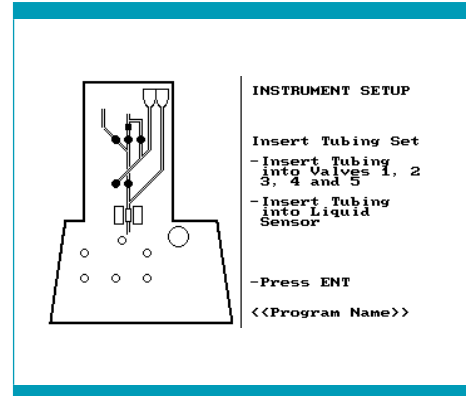 INSTRUMENT SETUP
Insert Tubing Set
-Insert Tubing
into Valves 1, 2
3, 4 and 5
-Insert Tubing
into Liquid
Sensor
-Press ENT
<<Program Name>>